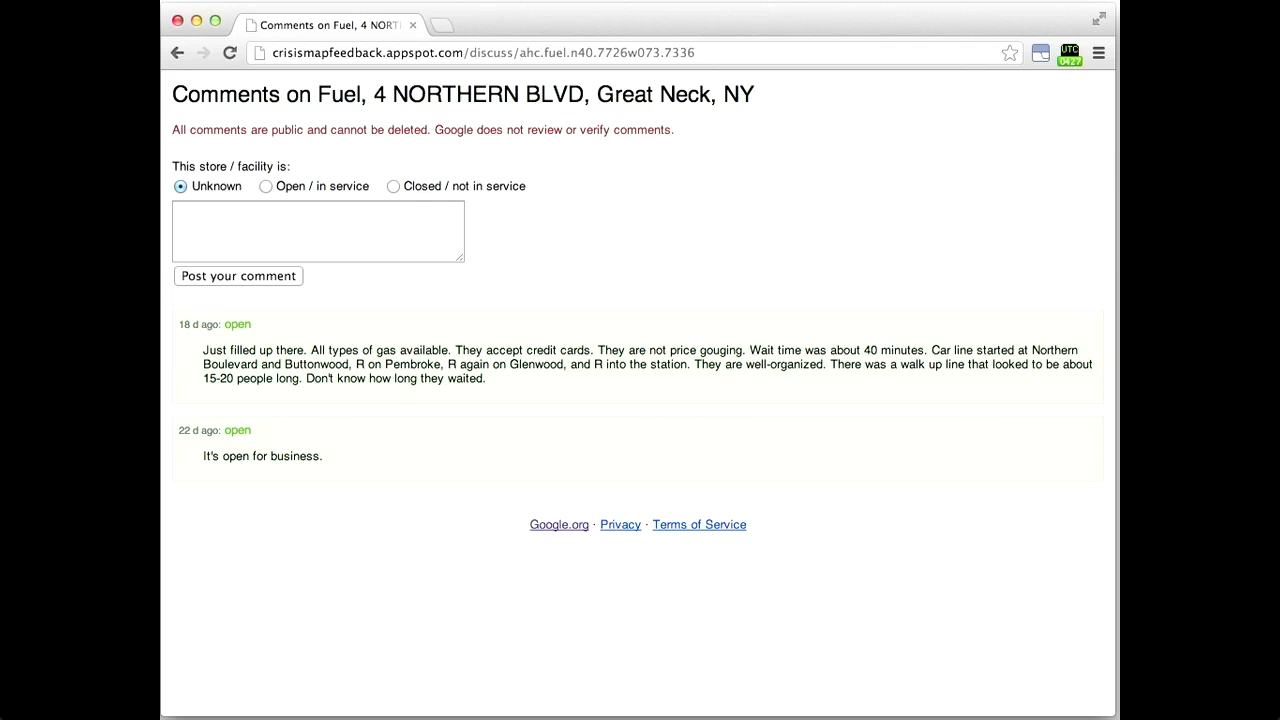 Comments on Fuel, 4 NORT
crisismapfeedback.appspot.com/discuss/ahc.fuel.n40.7726w073.7336
UTC
0427
Comments on Fuel, 4 NORTHERN BLVD, Great Neck, NY
All comments are public and cannot be deleted. Google does not review or verify comments.
This store / facility is:
Unknown Open / in service Closed / not in service
Post your comment
18 d ago: open
Just filled up there. All types of gas available. They accept credit cards. They are not price gouging. Wait time was about 40 minutes. Car line started at Northern
Boulevard and Buttonwood, R on Pembroke, R again on Glenwood, and R into the station. They are well-organized. There was a walk up line that looked to be about
15-20 people long. Don't know how long they waited.
22 d ago: open
It's open for business.
Google.org · Privacy · Terms of Service